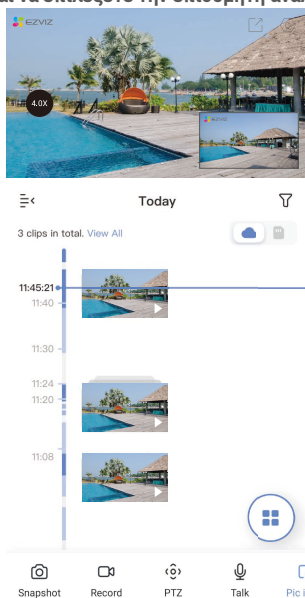 EZVIZ
4.0X
EZVIZ
Today
3 clips in total. View All
11:45:21
11:40
11:30
11:24
11:20
11:08
Snapshot Record PTZ Talk Pic